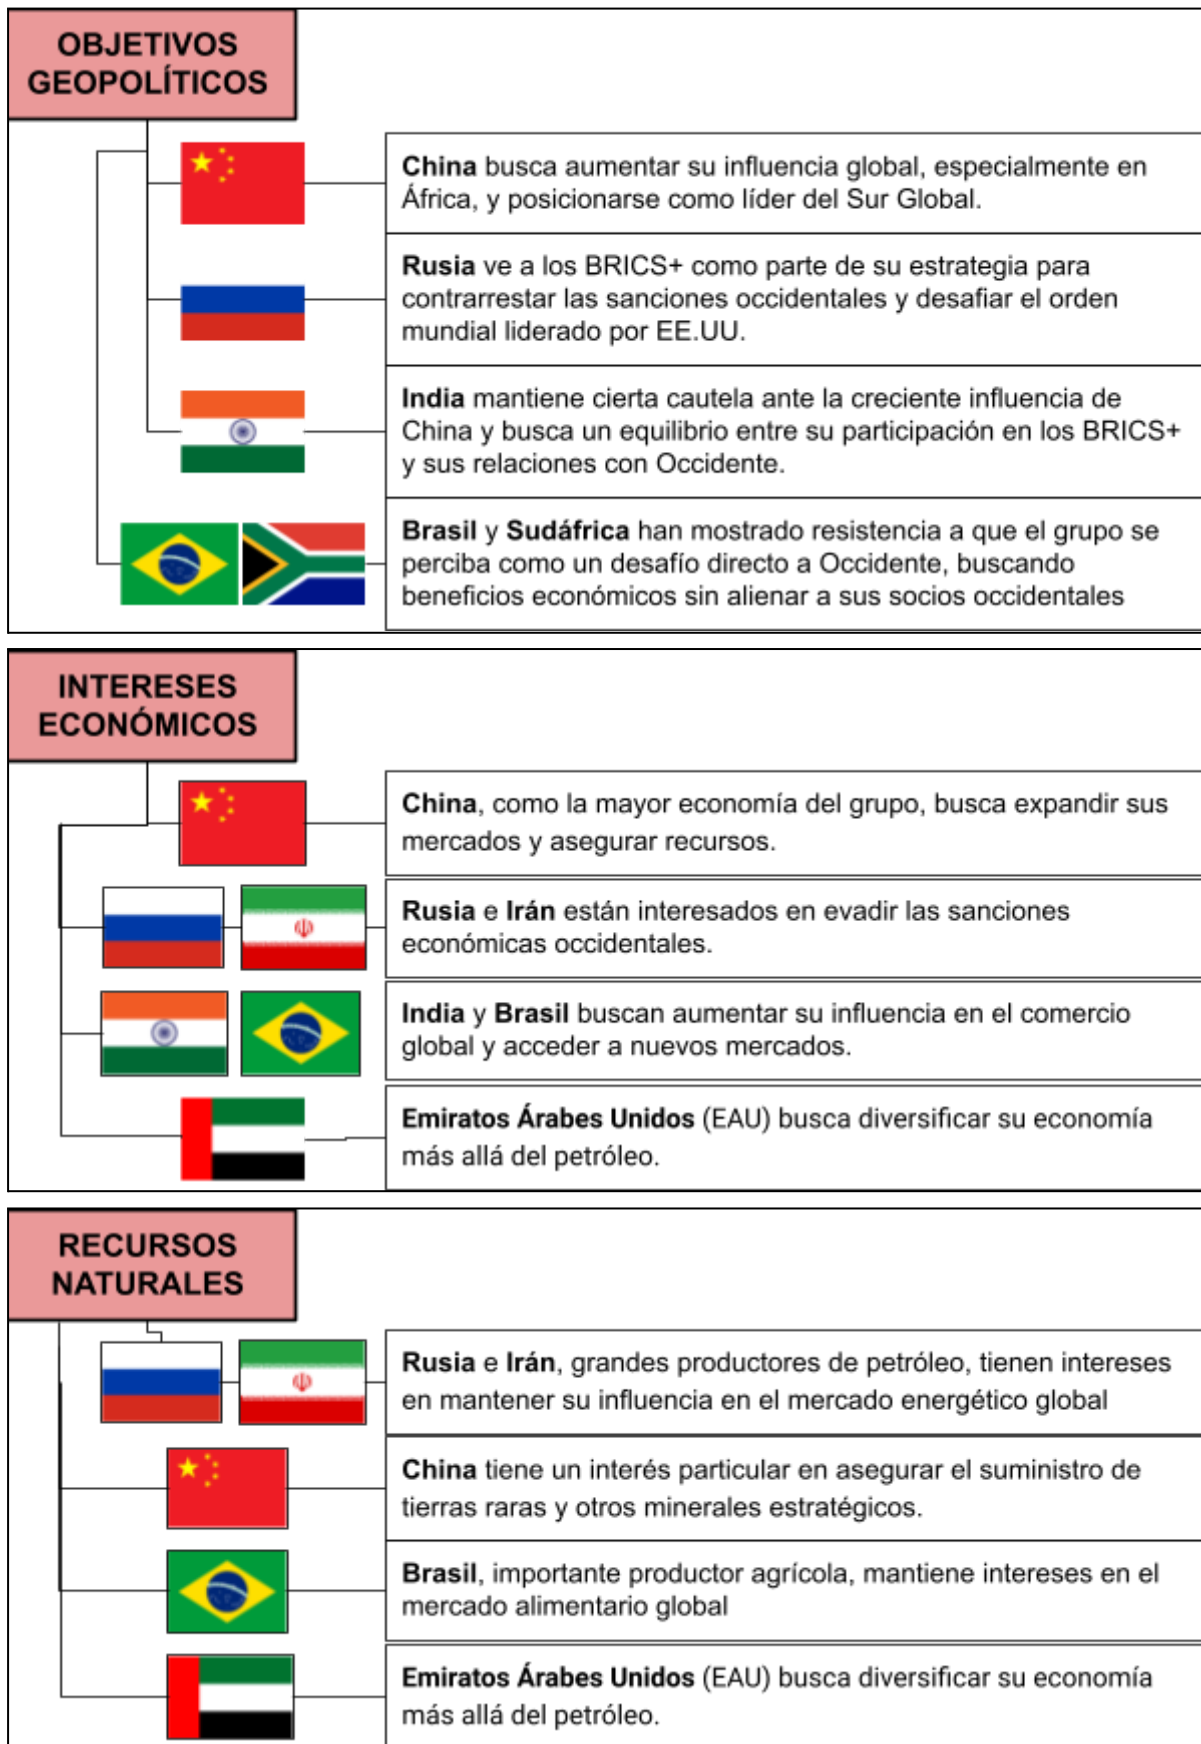 OBJETIVOS
GEOPOLÍTICOS
China busca aumentar su influencia global, especialmente en
África, y posicionarse como líder del Sur Global.
Rusia ve a los BRICS+ como parte de su estrategia para
contrarrestar las sanciones occidentales y desafiar el orden
mundial liderado por EE.UU.
India mantiene cierta cautela ante la creciente influencia de
China y busca un equilibrio entre su participación en los BRICS+
y sus relaciones con Occidente.
Brasil y Sudáfrica han mostrado resistencia a que el grupo se
perciba como un desafío directo a Occidente, buscando
beneficios económicos sin alienar a sus socios occidentales
INTERESES
ECONÓMICOS
China, como la mayor economía del grupo, busca expandir sus
mercados y asegurar recursos.
Rusia e Irán están interesados en evadir las sanciones
económicas occidentales.
India y Brasil buscan aumentar su influencia en el comercio
global y acceder a nuevos mercados.
Emiratos Árabes Unidos (EAU) busca diversificar su economía
más allá del petróleo.
RECURSOS
NATURALES
Rusia e Irán, grandes productores de petróleo, tienen intereses
en mantener su influencia en el mercado energético global
China tiene un interés particular en asegurar el suministro de
tierras raras y otros minerales estratégicos.
Brasil, importante productor agrícola, mantiene intereses en el
mercado alimentario global
Emiratos Árabes Unidos (EAU) busca diversificar su economía
más allá del petróleo.